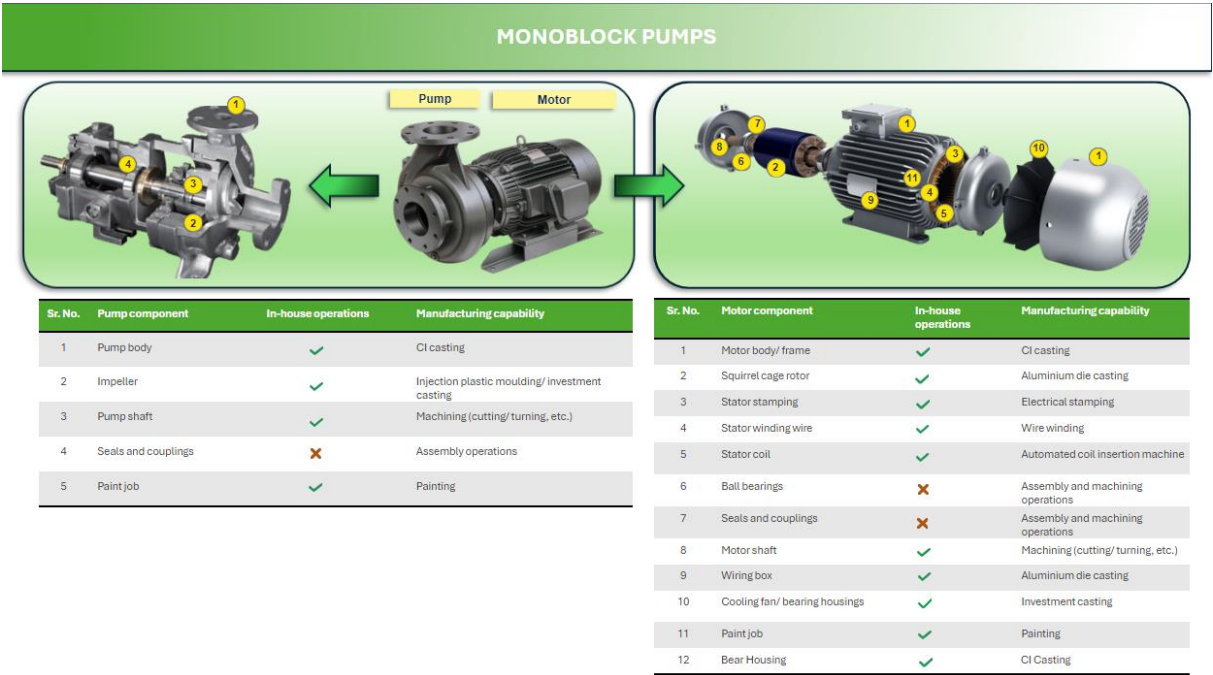 MONOBLOCK PUMPS
Pump
Motor
1
4
3
2
7
8
6
2
1
3
11
4
9
5
10
1
Sr. No. Pump component In-house operations Manufacturing capability
1 Pump body ✓ CI casting
2 Impeller ✓ Injection plastic moulding/ investment
casting
3 Pump shaft ✓ Machining (cutting/ turning, etc.)
4 Seals and couplings ✗ Assembly operations
5 Paint job ✓ Painting
Sr. No. Motor component In-house
operations Manufacturing capability
1 Motor body/ frame ✓ CI casting
2 Squirrel cage rotor ✓ Aluminium die casting
3 Stator stamping ✓ Electrical stamping
4 Stator winding wire ✓ Wire winding
5 Stator coil ✓ Automated coil insertion machine
6 Ball bearings ✗ Assembly and machining
operations
7 Seals and couplings ✗ Assembly and machining
operations
8 Motor shaft ✓ Machining (cutting/ turning, etc.)
9 Wiring box ✓ Aluminium die casting
10 Cooling fan/ bearing housings ✓ Investment casting
11 Paint job ✓ Painting
12 Bear Housing ✓ CI Casting